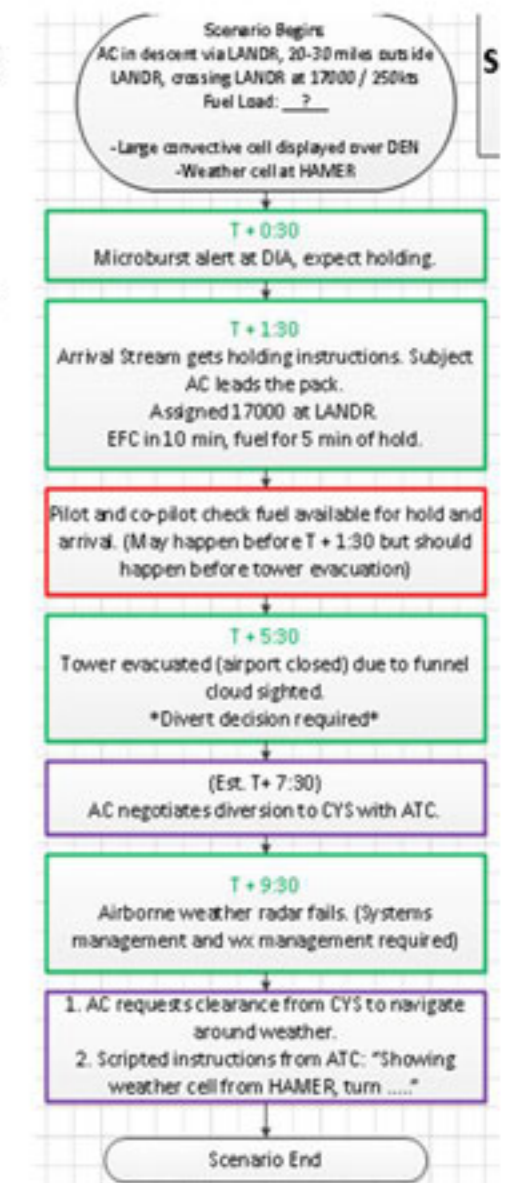 Scenario Begins
AC in descent via LANDR, 20-30 miles outside
LANDR, crossing LANDR at 17000 / 250kts
Fuel Load: __?__
-Large convective cell displayed over DEN
-Weather cell at HAMER
S
T + 0:30
Microburst alert at DIA, expect holding.
T + 1:30
Arrival Stream gets holding instructions. Subject
AC leads the pack.
Assigned 17000 at LANDR
EFC in 10 min, fuel for 5 min of hold.
Pilot and co-pilot check fuel available for hold and
arrival. (May happen before T + 1:30 but should
happen before tower evacuation)
T + 5:30
Tower evacuated (airport closed) due to funnel
cloud sighted.
*Divert decision required*
(Est. T+ 7:30)
AC negotiates diversion to CYS with ATC.
T + 9:30
Airborne weather radar fails. (Systems
management and wx management required)
1. AC requests clearance from CYS to navigate
around weather.
2. Scripted instructions from ATC: "Showing
weather cell from HAMER, turn ....."
Scenario End